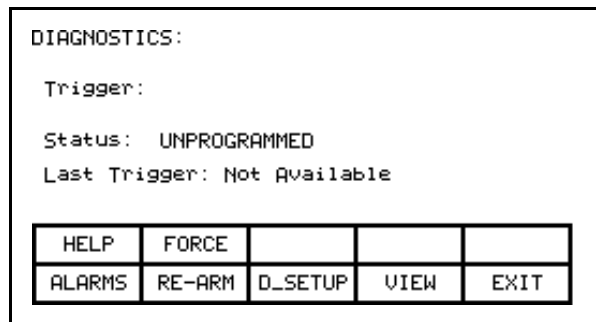 DIAGNOSTICS:
Trigger:
Status: UNPROGRAMMED
Last Trigger: Not Available
HELP FORCE
ALARMS RE-ARM D_SETUP VIEW EXIT